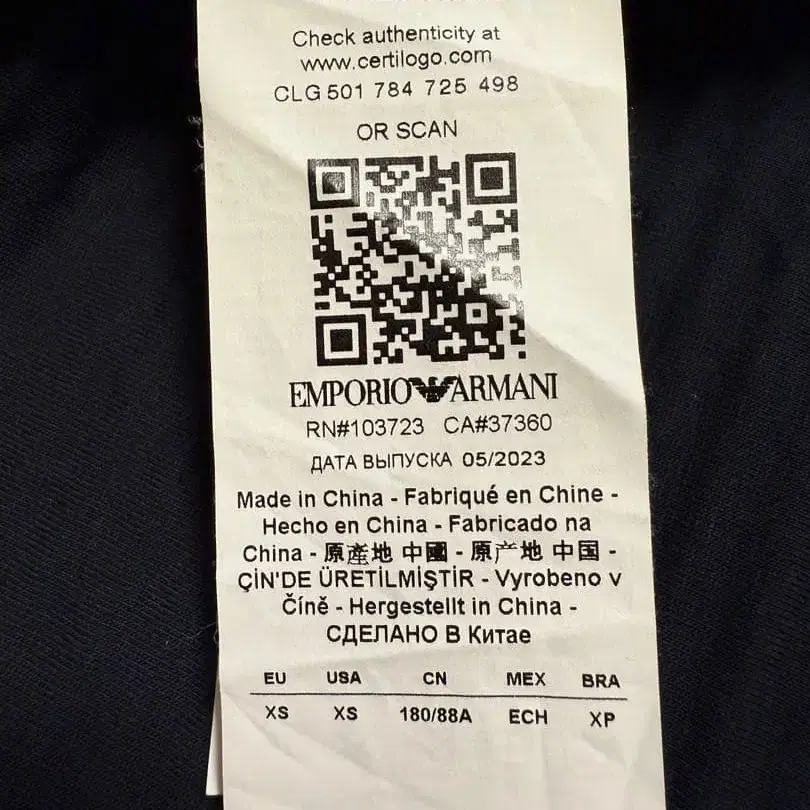 Check authenticity at
www.certilogo.com
CLG 501 784 725 498
OR SCAN
EMPORIO ARMANI
RN#103723 CA#37360
ДАТА ВЫПУСКА 05/2023
Made in China - Fabriqué en Chine -
Hecho en China - Fabricado na
China - 原產地 中國 - 原产地 中国 -
ÇİN'DE ÜRETİLMİŞTİR - Vyrobeno v
Číně - Hergestellt in China -
СДЕЛАНО В Китае
EU USA CN MEX BRA
XS XS 180/88A ECH XP